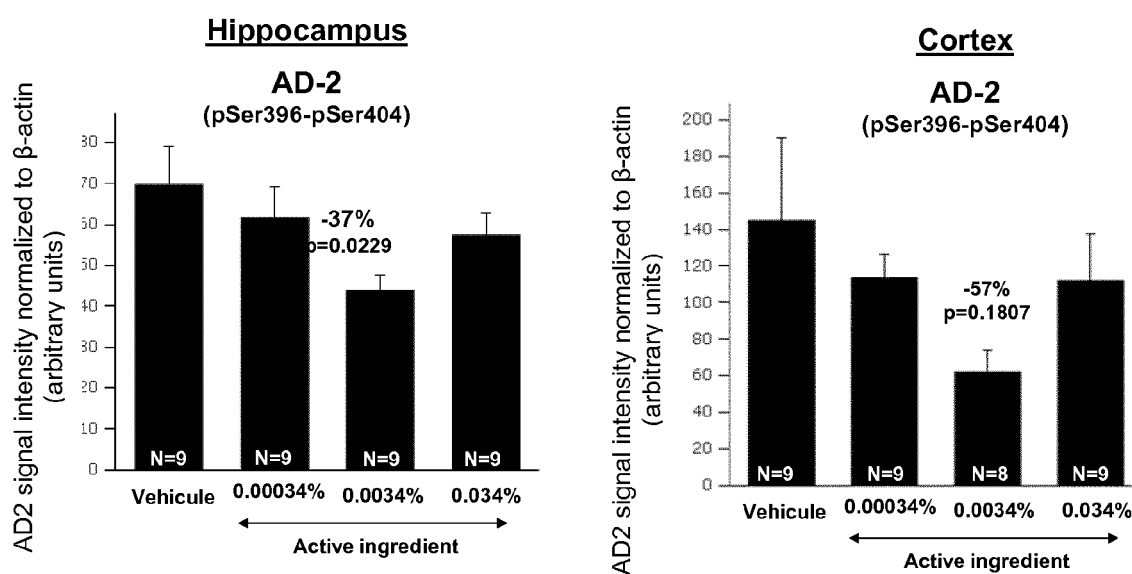 Hippocampus
AD-2
(pSer396-pSer404)
AD2 signal intensity normalized to β-actin
(arbitrary units)
80
70
60
50
40
30
20
10
0
-37%
p=0.0229
N=9
N=9
N=9
N=9
Vehicule
0.00034%
0.0034%
0.034%
Active ingredient
Cortex
AD-2
(pSer396-pSer404)
AD2 signal intensity normalized to β-actin
(arbitrary units)
200
180
160
140
120
100
80
60
40
20
0
-57%
p=0.1807
N=9
N=9
N=8
N=9
Vehicule
0.00034%
0.0034%
0.034%
Active ingredient